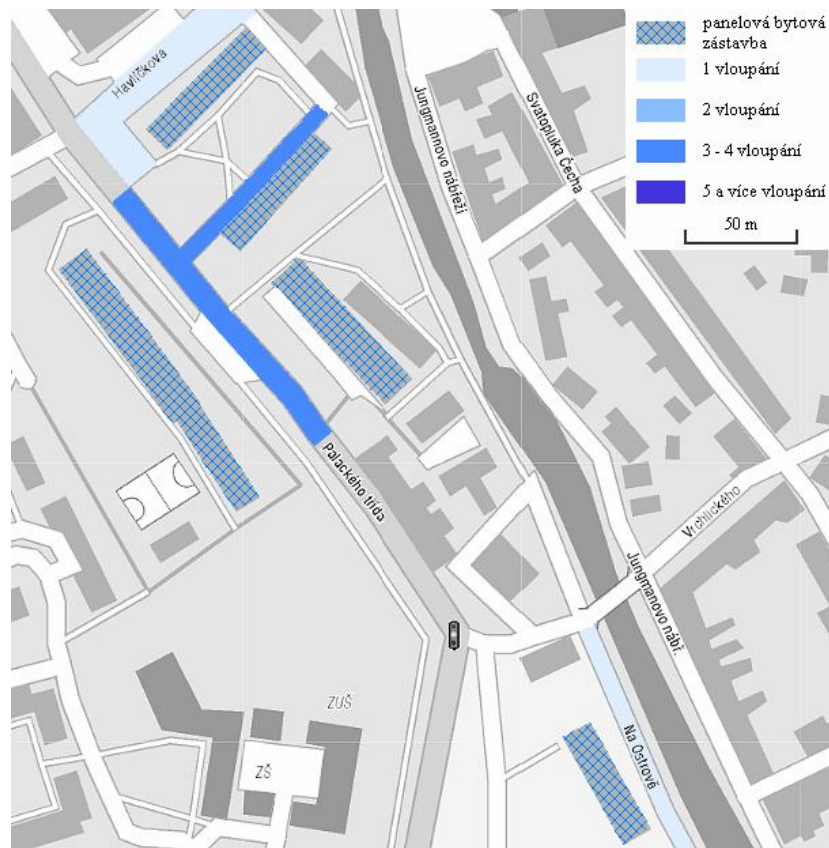 panelová bytová
zástavba
1 vloupání
2 vloupání
3 - 4 vloupání
5 a více vloupání
50 m
Havlíčkova
Jungmannovo nábřeží
Svatopluka Čecha
Palackého třída
Vrchlického
Jungmanovo nábř.
Na Ostrově
ZUŠ
ZŠ